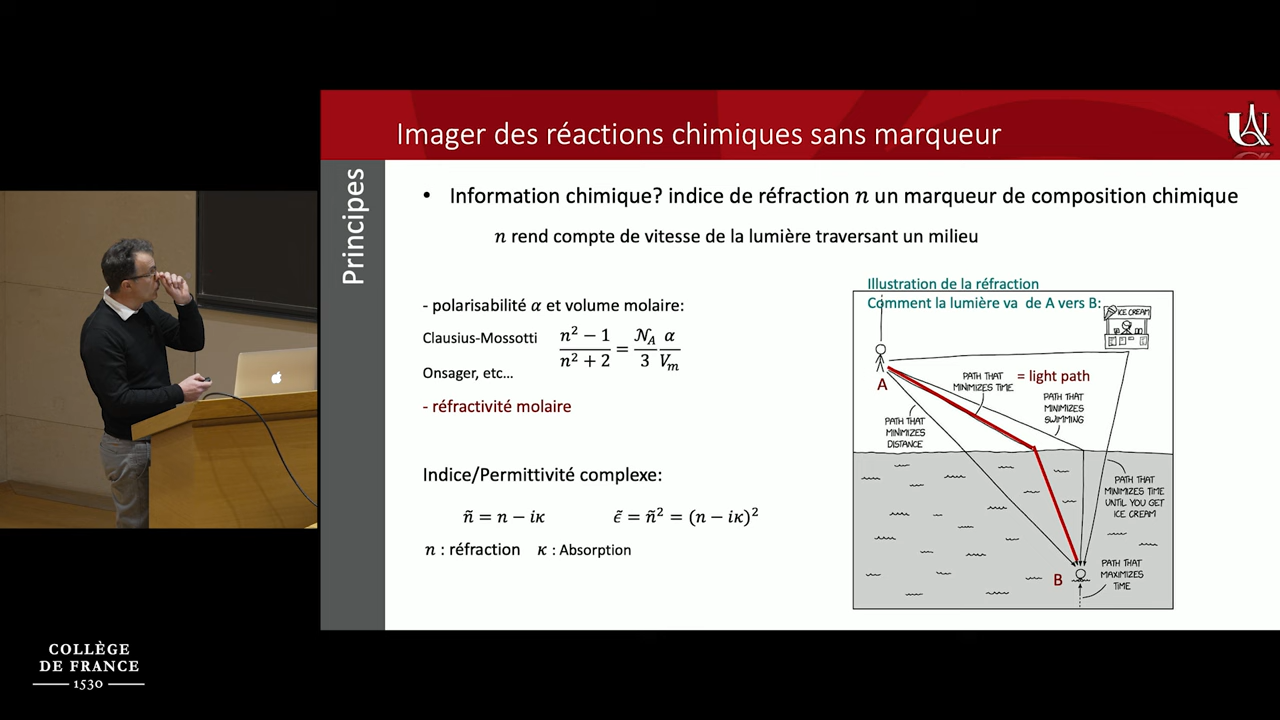 Imager des réactions chimiques sans marqueur
Principes
• Information chimique? indice de réfraction n un marqueur de composition chimique
n rend compte de vitesse de la lumière traversant un milieu
- polarisabilité α et volume molaire:
Clausius-Mossotti
n² − 1 / n² + 2 = 𝒩_A / 3 α / V_m
Onsager, etc…
- réfractivité molaire
Indice/Permittivité complexe:
ñ = n − iκ
ϵ̃ = ñ² = (n − iκ)²
n : réfraction κ : Absorption
Illustration de la réfraction
Comment la lumière va de A vers B:
ICE CREAM
A
PATH THAT
MINIMIZES TIME
= light path
PATH THAT
MINIMIZES
SWIMMING
PATH THAT
MINIMIZES
DISTANCE
PATH THAT
MINIMIZES TIME
UNTIL YOU GET
ICE CREAM
B
PATH THAT
MAXIMIZES
TIME
COLLÈGE
DE FRANCE
1530